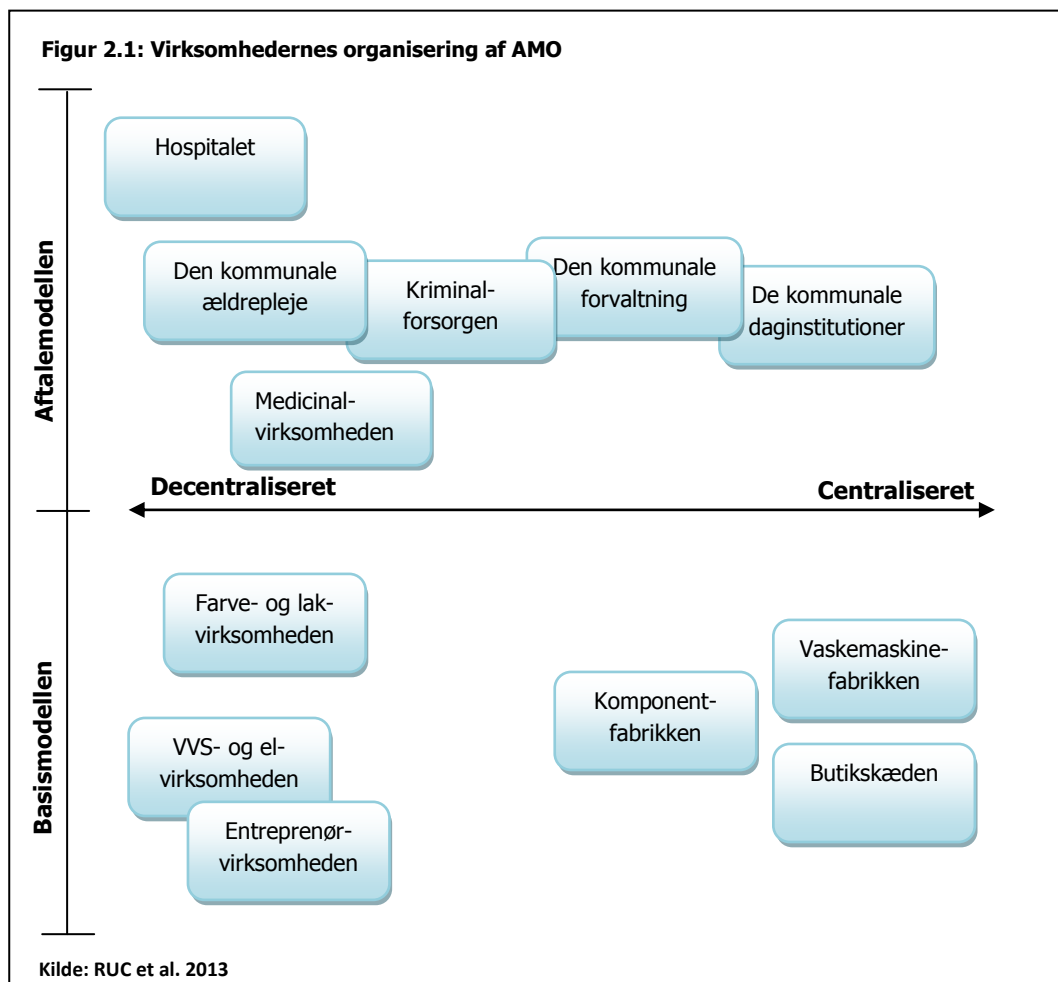 Figur 2.1: Virksomhedernes organisering af AMO
Aftalemodellen
Hospitalet
Den kommunale
ældrepleje
Kriminal-
forsorgen
Den kommunale
forvaltning
De kommunale
daginstitutioner
Medicinal-
virksomheden
Decentraliseret
Centraliseret
Basismodellen
Farve- og lak-
virksomheden
VVS- og el-
virksomheden
Entreprenør-
virksomheden
Komponent-
fabrikken
Vaskemaskine-
fabrikken
Butikskæden
Kilde: RUC et al. 2013